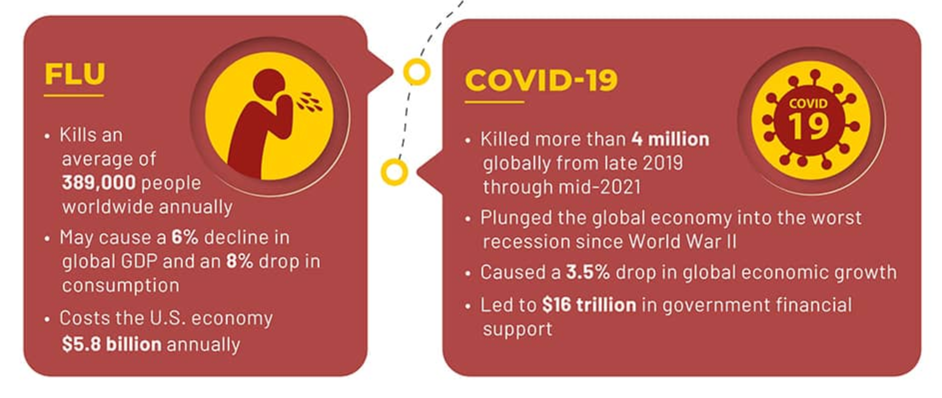 FLU
• Kills an
average of
389,000 people
worldwide annually
• May cause a 6% decline in
global GDP and an 8% drop in
consumption
• Costs the U.S. economy
$5.8 billion annually
COVID-19
COVID
19
• Killed more than 4 million
globally from late 2019
through mid-2021
• Plunged the global economy into the worst
recession since World War II
• Caused a 3.5% drop in global economic growth
• Led to $16 trillion in government financial
support